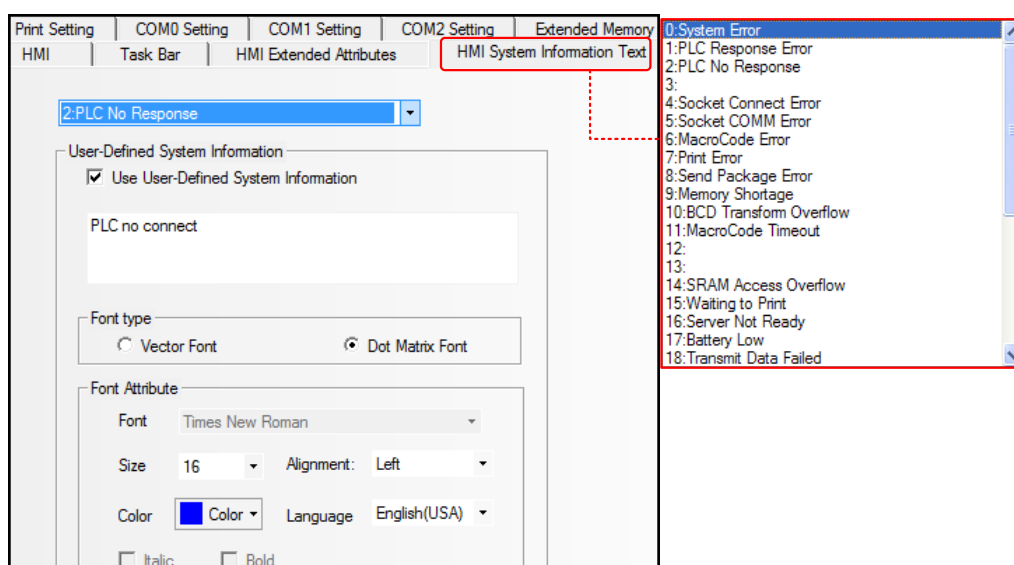 Print Setting COM0 Setting COM1 Setting COM2 Setting Extended Memory
HMI Task Bar HMI Extended Attributes HMI System Information Text
2:PLC No Response
User-Defined System Information
Use User-Defined System Information
PLC no connect
Font type
Vector Font Dot Matrix Font
Font Attribute
Font Times New Roman
Size 16 Alignment: Left
Color Color Language English(USA)
Italic Bold
0:System Error
1:PLC Response Error
2:PLC No Response
3:
4:Socket Connect Error
5:Socket COMM Error
6:MacroCode Error
7:Print Error
8:Send Package Error
9:Memory Shortage
10:BCD Transform Overflow
11:MacroCode Timeout
12:
13:
14:SRAM Access Overflow
15:Waiting to Print
16:Server Not Ready
17:Battery Low
18:Transmit Data Failed